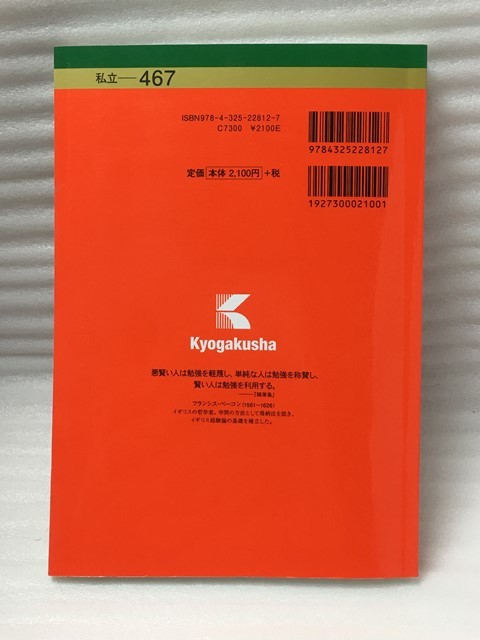 私立――467
ISBN978-4-325-22812-7
C7300 ¥2100E
9784325228127
定価 本体 2,100円 +税
1927300021001
Kyogakusha
悪賢い人は勉強を軽蔑し、単純な人は勉強を称賛し、
賢い人は勉強を利用する。
――『随筆集』
フランシス・ベーコン(1561〜1626)
イギリスの哲学者。学問の方法として帰納法を説き、
イギリス経験論の基礎を確立した。